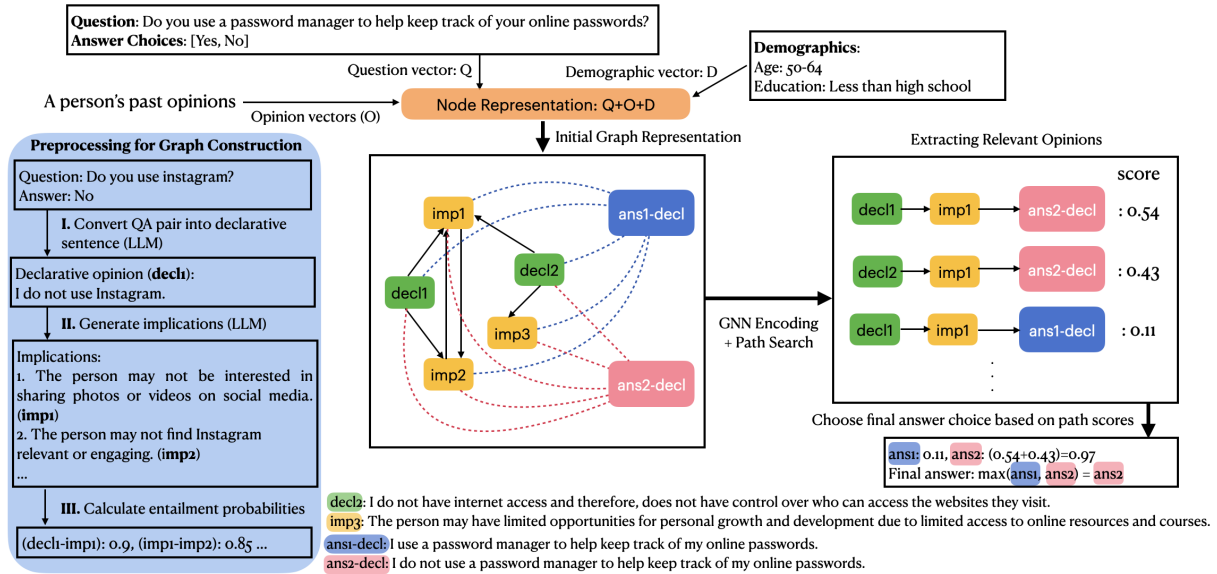 Question: Do you use a password manager to help keep track of your online passwords?
Answer Choices: [Yes, No]
Demographics:
Age: 50-64
Education: Less than high school
Question vector: Q
Demographic vector: D
A person's past opinions
Opinion vectors (O)
Node Representation: Q+O+D
Initial Graph Representation
Preprocessing for Graph Construction
Question: Do you use instagram?
Answer: No
I. Convert QA pair into declarative
sentence (LLM)
Declarative opinion (decl1):
I do not use Instagram.
II. Generate implications (LLM)
Implications:
1. The person may not be interested in
sharing photos or videos on social media.
(imp1)
2. The person may not find Instagram
relevant or engaging. (imp2)
...
III. Calculate entailment probabilities
(decl1-imp1): 0.9, (imp1-imp2): 0.85 ...
imp1
ans1-decl
decl2
decl1
imp3
imp2
ans2-decl
GNN Encoding
+ Path Search
Extracting Relevant Opinions
score
decl1 imp1 ans2-decl : 0.54
decl2 imp1 ans2-decl : 0.43
decl1 imp1 ans1-decl : 0.11
.
.
.
Choose final answer choice based on path scores
ans1: 0.11, ans2: (0.54+0.43)=0.97
Final answer: max(ans1, ans2) = ans2
decl2: I do not have internet access and therefore, does not have control over who can access the websites they visit.
imp3: The person may have limited opportunities for personal growth and development due to limited access to online resources and courses.
ans1-decl: I use a password manager to help keep track of my online passwords.
ans2-decl: I do not use a password manager to help keep track of my online passwords.